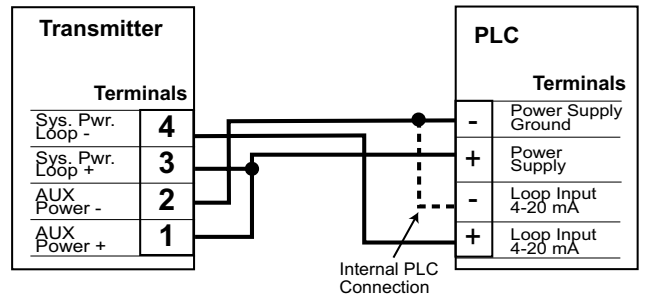 Transmitter
Terminals
Sys. Pwr.
Loop -
4
Sys. Pwr.
Loop +
3
AUX
Power -
2
AUX
Power +
1
PLC
Terminals
-
Power Supply
Ground
+
Power
Supply
-
Loop Input
4-20 mA
+
Loop Input
4-20 mA
Internal PLC
Connection